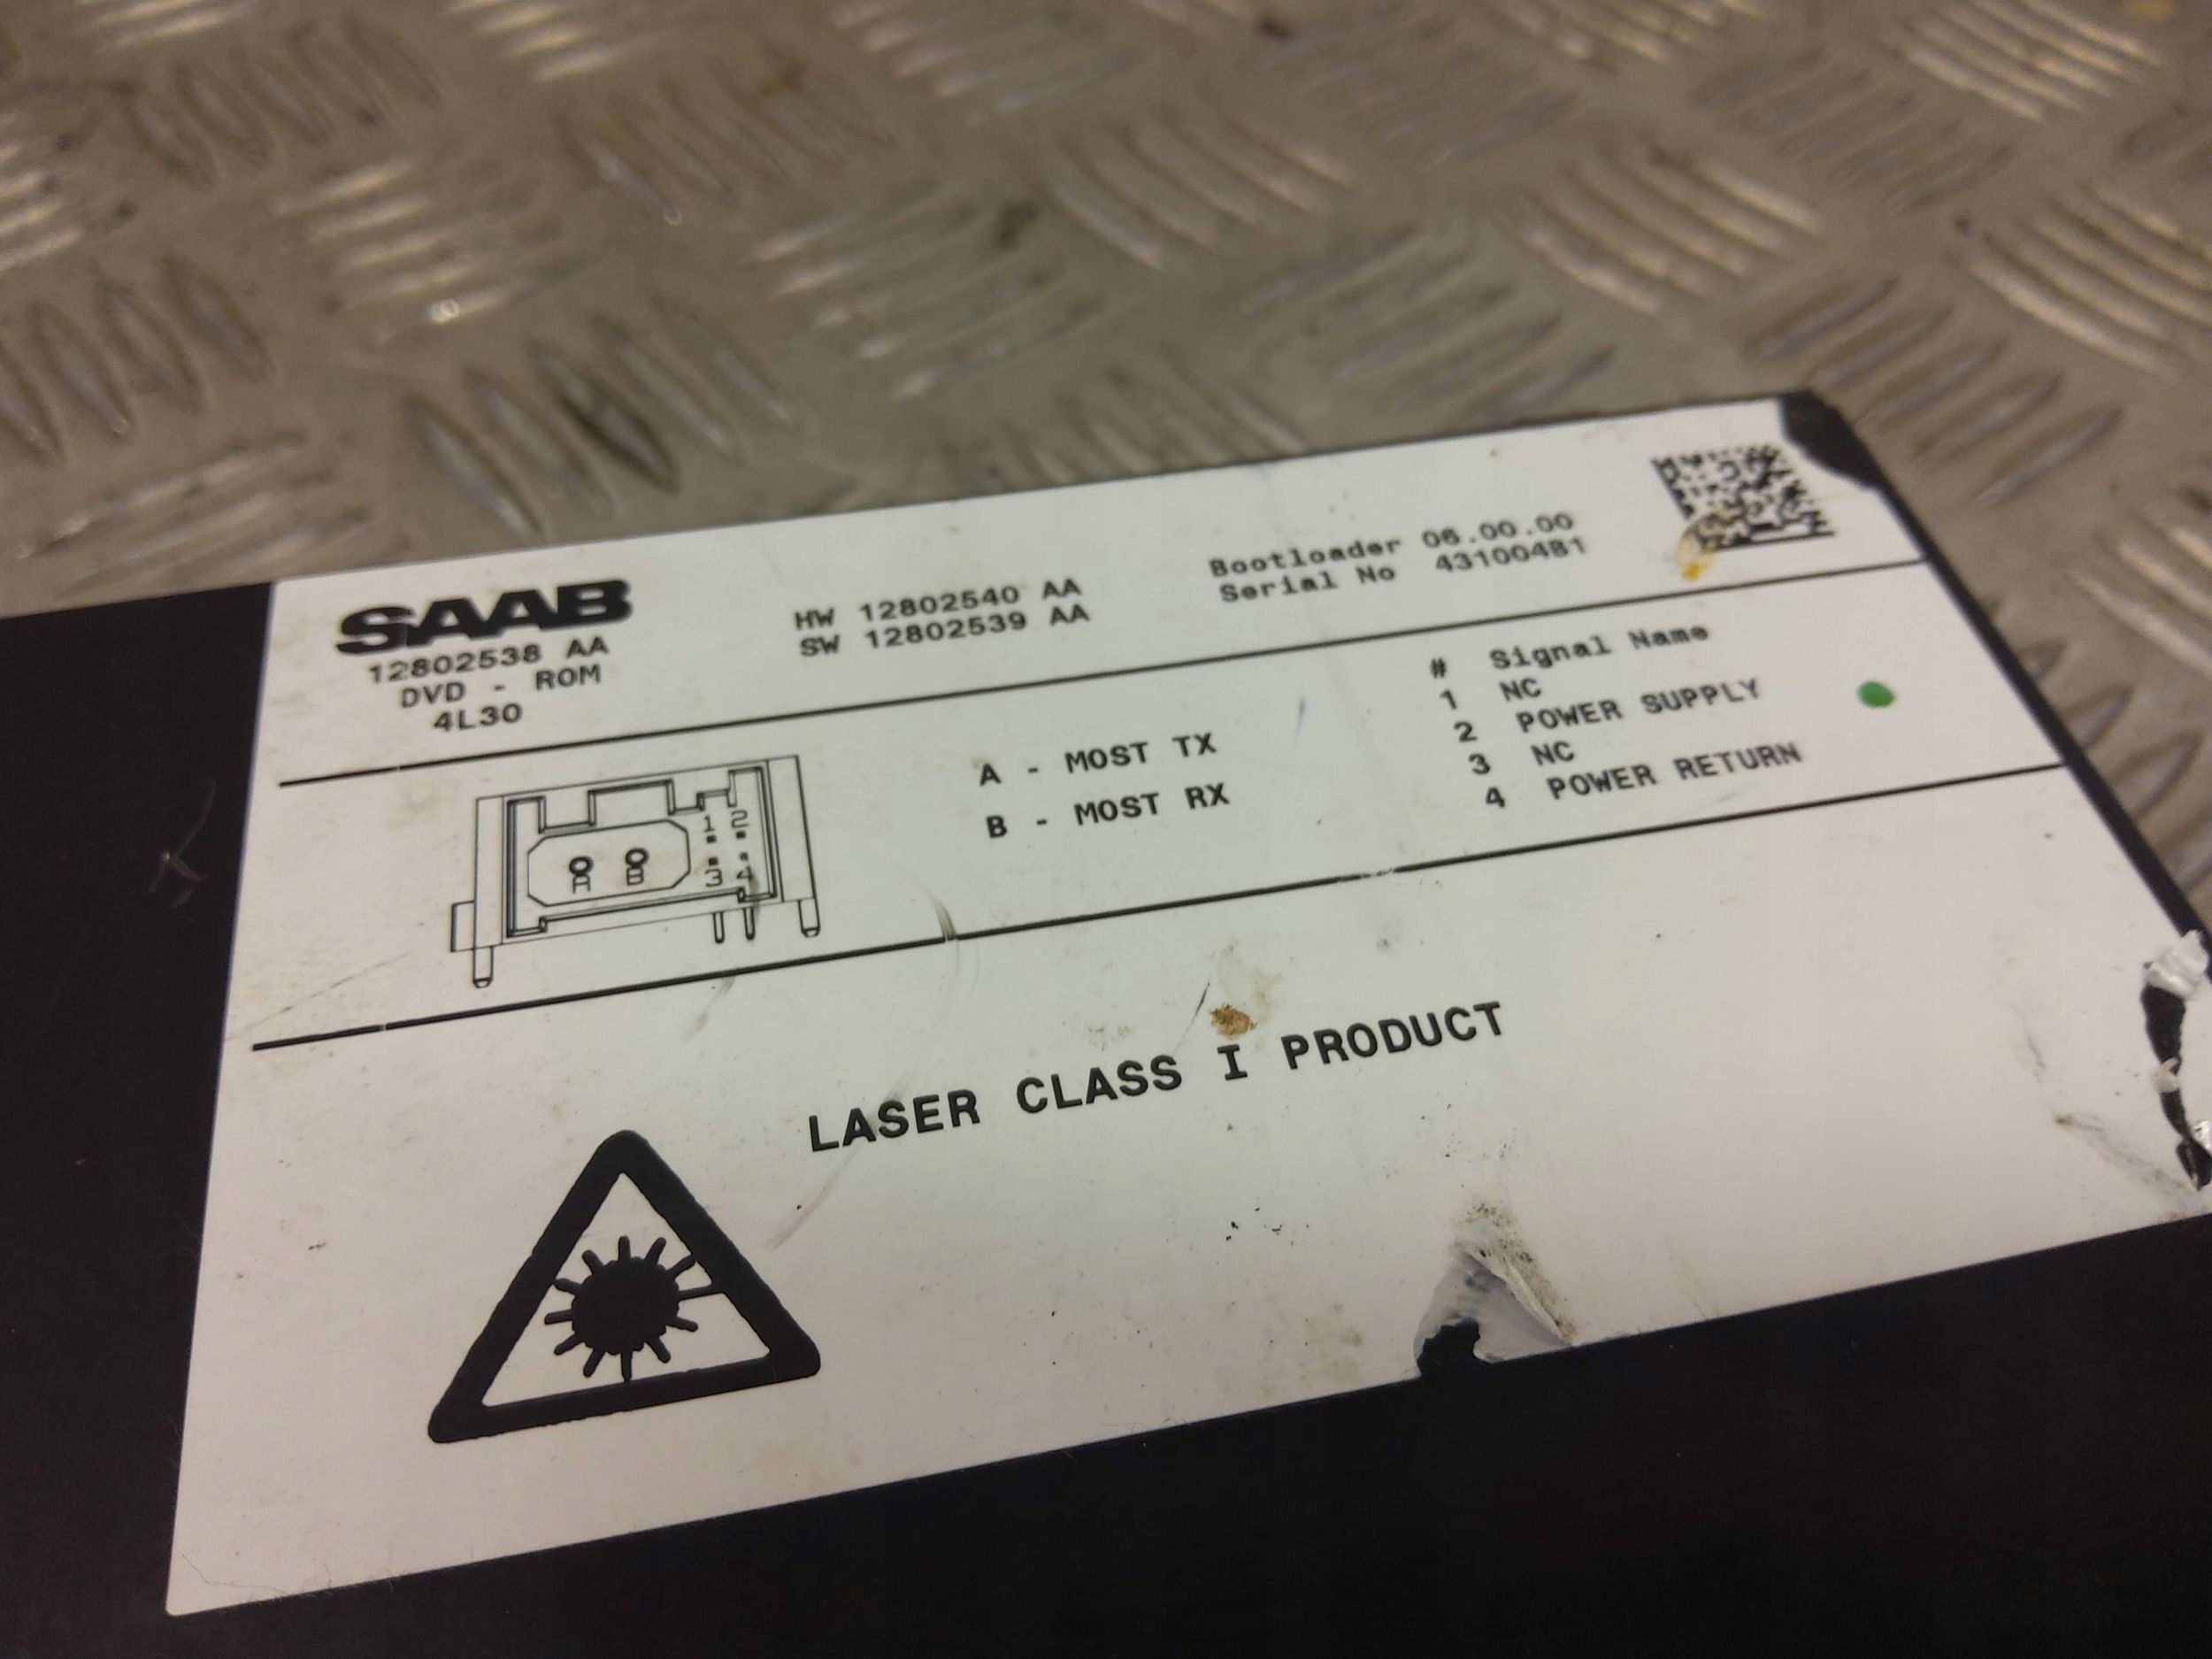 SAAB
12802538 AA
DVD - ROM
4L30
HW 12802540 AA
SW 12802539 AA
Bootloader 06.00.00
Serial No 43100481
A B 1 2
3 4
A - MOST TX
B - MOST RX
# Signal Name
1 NC
2 POWER SUPPLY
3 NC
4 POWER RETURN
LASER CLASS I PRODUCT